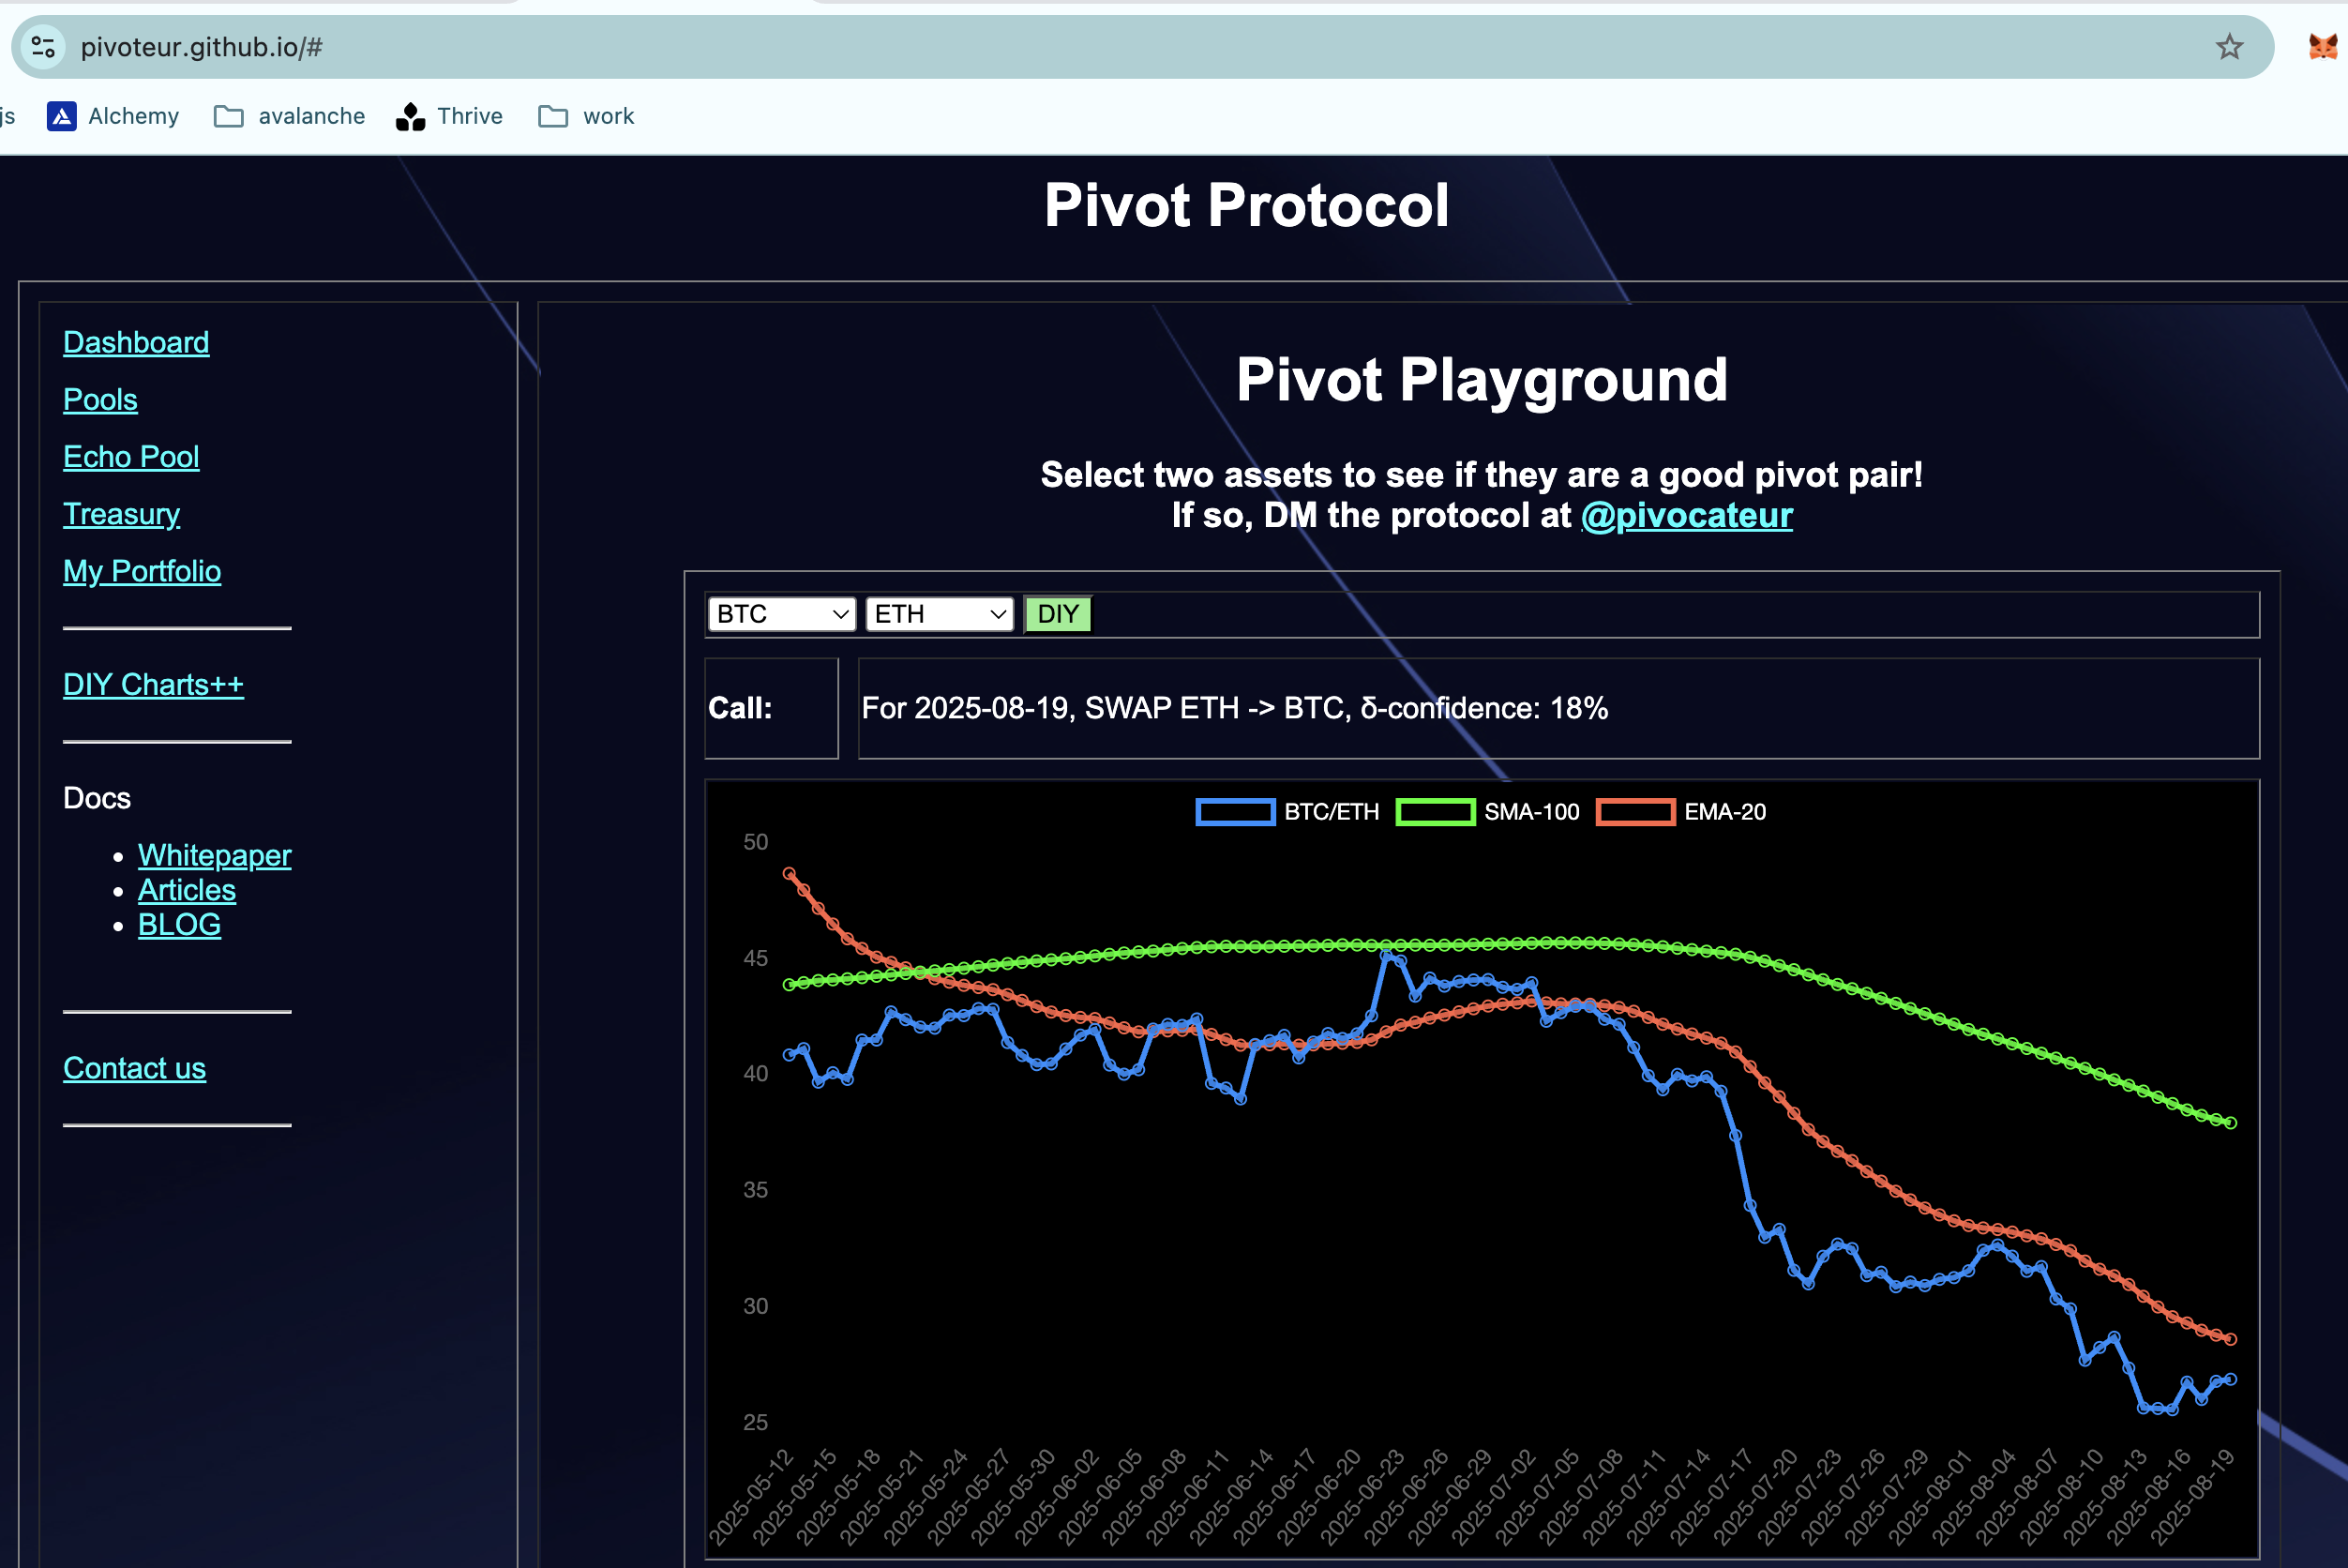 pivoteur.github.io/#
js Alchemy avalanche Thrive work
Pivot Protocol
Dashboard
Pools
Echo Pool
Treasury
My Portfolio
DIY Charts++
Docs
Whitepaper
Articles
BLOG
Contact us
Pivot Playground
Select two assets to see if they are a good pivot pair!
If so, DM the protocol at @pivocateur
BTC ETH DIY
Call: For 2025-08-19, SWAP ETH -> BTC, δ-confidence: 18%
BTC/ETH SMA-100 EMA-20
50
45
40
35
30
25
2025-05-12
2025-05-15
2025-05-18
2025-05-21
2025-05-24
2025-05-27
2025-05-30
2025-06-02
2025-06-05
2025-06-08
2025-06-11
2025-06-14
2025-06-17
2025-06-20
2025-06-23
2025-06-26
2025-06-29
2025-07-02
2025-07-05
2025-07-08
2025-07-11
2025-07-14
2025-07-17
2025-07-20
2025-07-23
2025-07-26
2025-07-29
2025-08-01
2025-08-04
2025-08-07
2025-08-10
2025-08-13
2025-08-16
2025-08-19